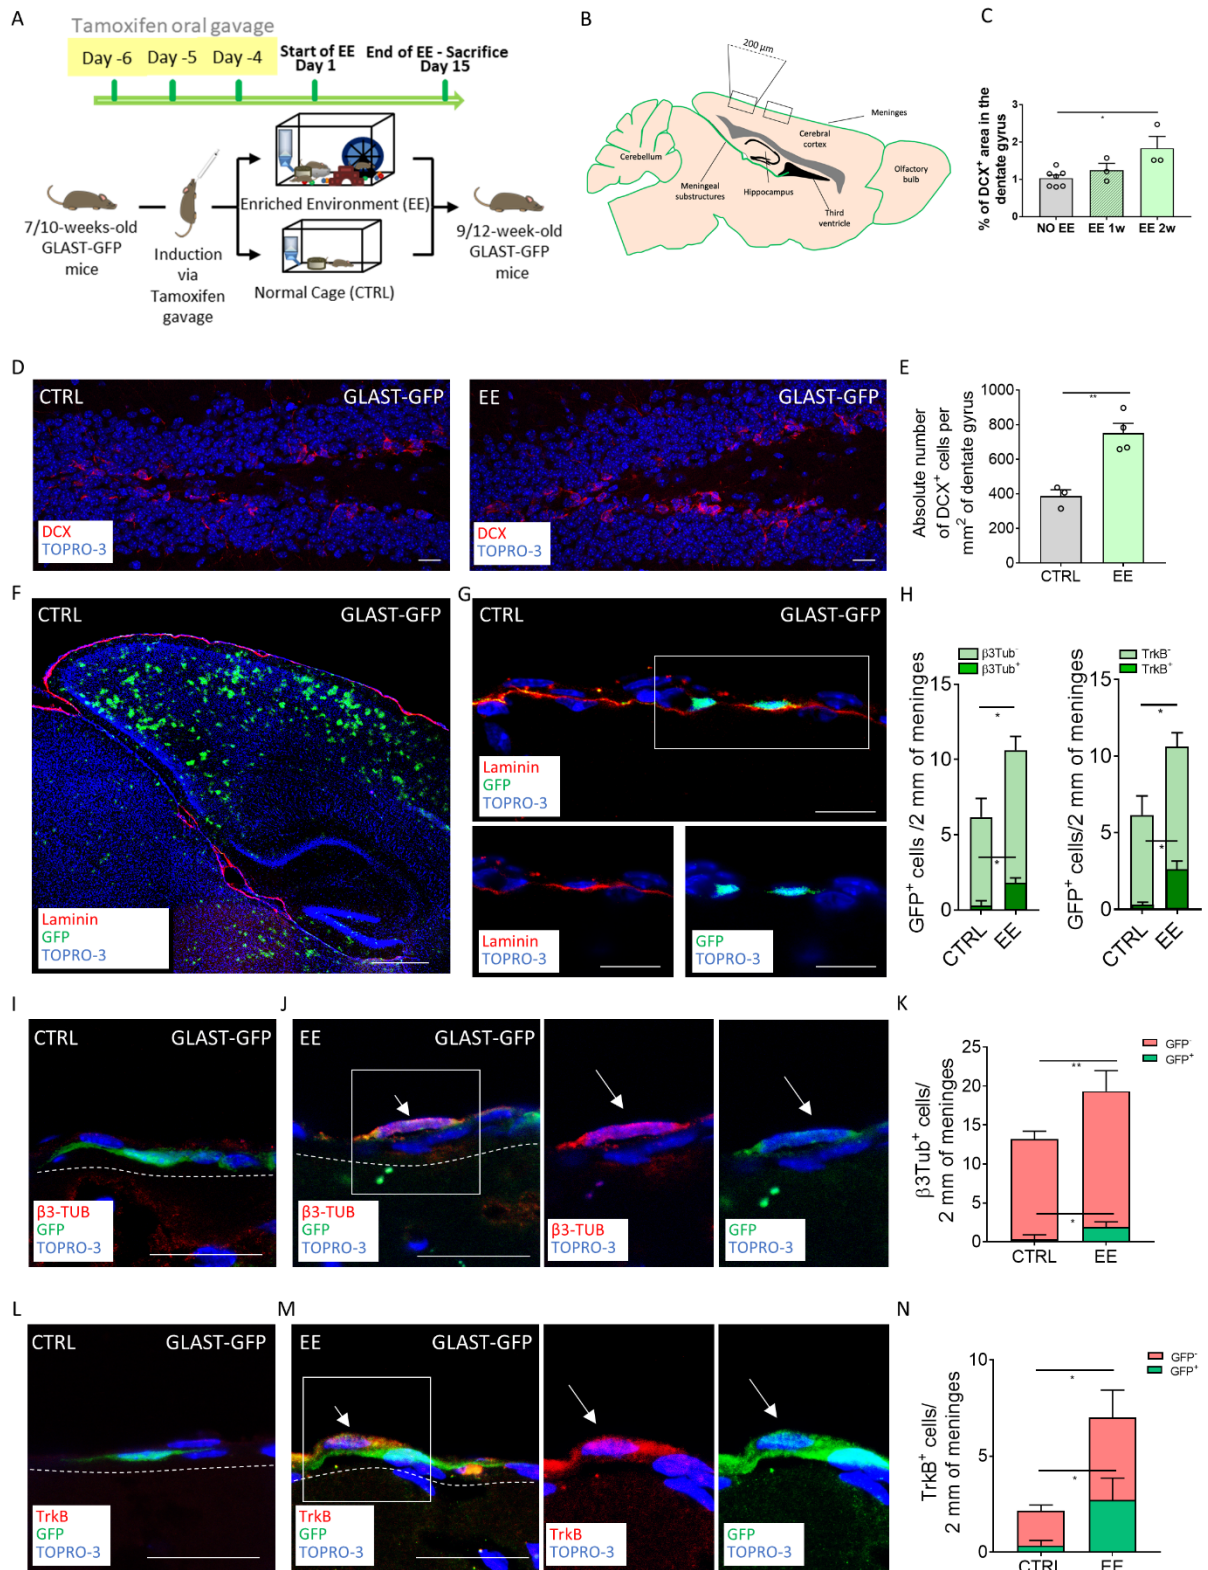 A
Tamoxifen oral gavage
Day -6 Day -5 Day -4
Start of EE
Day 1
End of EE - Sacrifice
Day 15
7/10-weeks-old
GLAST-GFP
mice
Induction
via
Tamoxifen
gavage
Enriched Environment (EE)
Normal Cage (CTRL)
9/12-week-old
GLAST-GFP
mice
B
200 μm
Meninges
Cerebral
cortex
Cerebellum
Meningeal
substructures
Hippocampus
Third
ventricle
Olfactory
bulb
C
% of DCX+ area in the
dentate gyrus
3
2
1
0
*
NO EE EE 1w EE 2w
D
CTRL GLAST-GFP
DCX
TOPRO-3
EE GLAST-GFP
DCX
TOPRO-3
E
Absolute number
of DCX+ cells per
mm2 of dentate gyrus
1000
800
600
400
200
0
**
CTRL EE
F
CTRL GLAST-GFP
Laminin
GFP
TOPRO-3
G
CTRL GLAST-GFP
Laminin
GFP
TOPRO-3
Laminin
TOPRO-3
GFP
TOPRO-3
H
β3Tub-
β3Tub+
GFP+ cells /2 mm of meninges
15
10
5
0
*
*
CTRL EE
TrkB-
TrkB+
GFP+ cells/2 mm of meninges
15
10
5
0
*
*
CTRL EE
I
CTRL GLAST-GFP
β3-TUB
GFP
TOPRO-3
J
EE GLAST-GFP
β3-TUB
GFP
TOPRO-3
β3-TUB
TOPRO-3
GFP
TOPRO-3
K
GFP-
GFP+
β3Tub+ cells/
2 mm of meninges
25
20
15
10
5
0
**
*
CTRL EE
L
CTRL GLAST-GFP
TrkB
GFP
TOPRO-3
M
EE GLAST-GFP
TrkB
GFP
TOPRO-3
TrkB
TOPRO-3
GFP
TOPRO-3
N
GFP-
GFP+
TrkB+ cells/
2 mm of meninges
10
5
0
*
*
CTRL EE